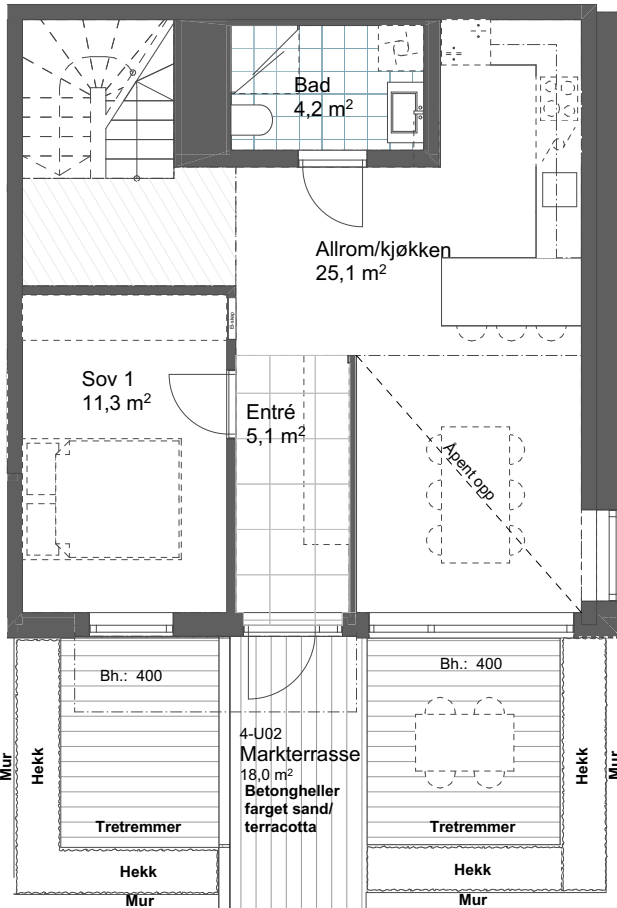 Bad
4,2 m²
Allrom/kjøkken
25,1 m²
El-skap
Sov 1
11,3 m²
Entré
5,1 m²
Åpent opp
Bh.: 400
Bh.: 400
4-U02
Markterrasse
18,0 m²
Betongheller
farget sand/
terracotta
Mur
Hekk
Tretremmer
Hekk
Mur
Tretremmer
Hekk
Mur
Hekk
Mur